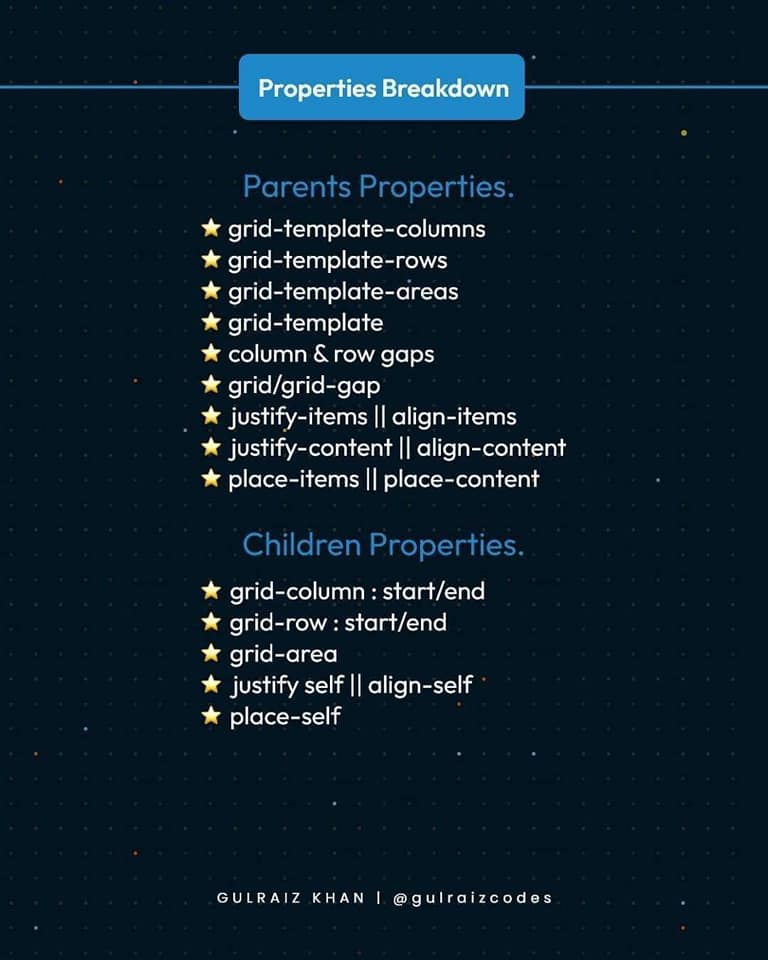 Properties Breakdown
Parents Properties.
⭐ grid-template-columns
⭐ grid-template-rows
⭐ grid-template-areas
⭐ grid-template
⭐ column & row gaps
⭐ grid/grid-gap
⭐ justify-items || align-items
⭐ justify-content || align-content
⭐ place-items || place-content
Children Properties.
⭐ grid-column : start/end
⭐ grid-row : start/end
⭐ grid-area
⭐ justify self || align-self
⭐ place-self
GULRAIZ KHAN | @gulraizcodes